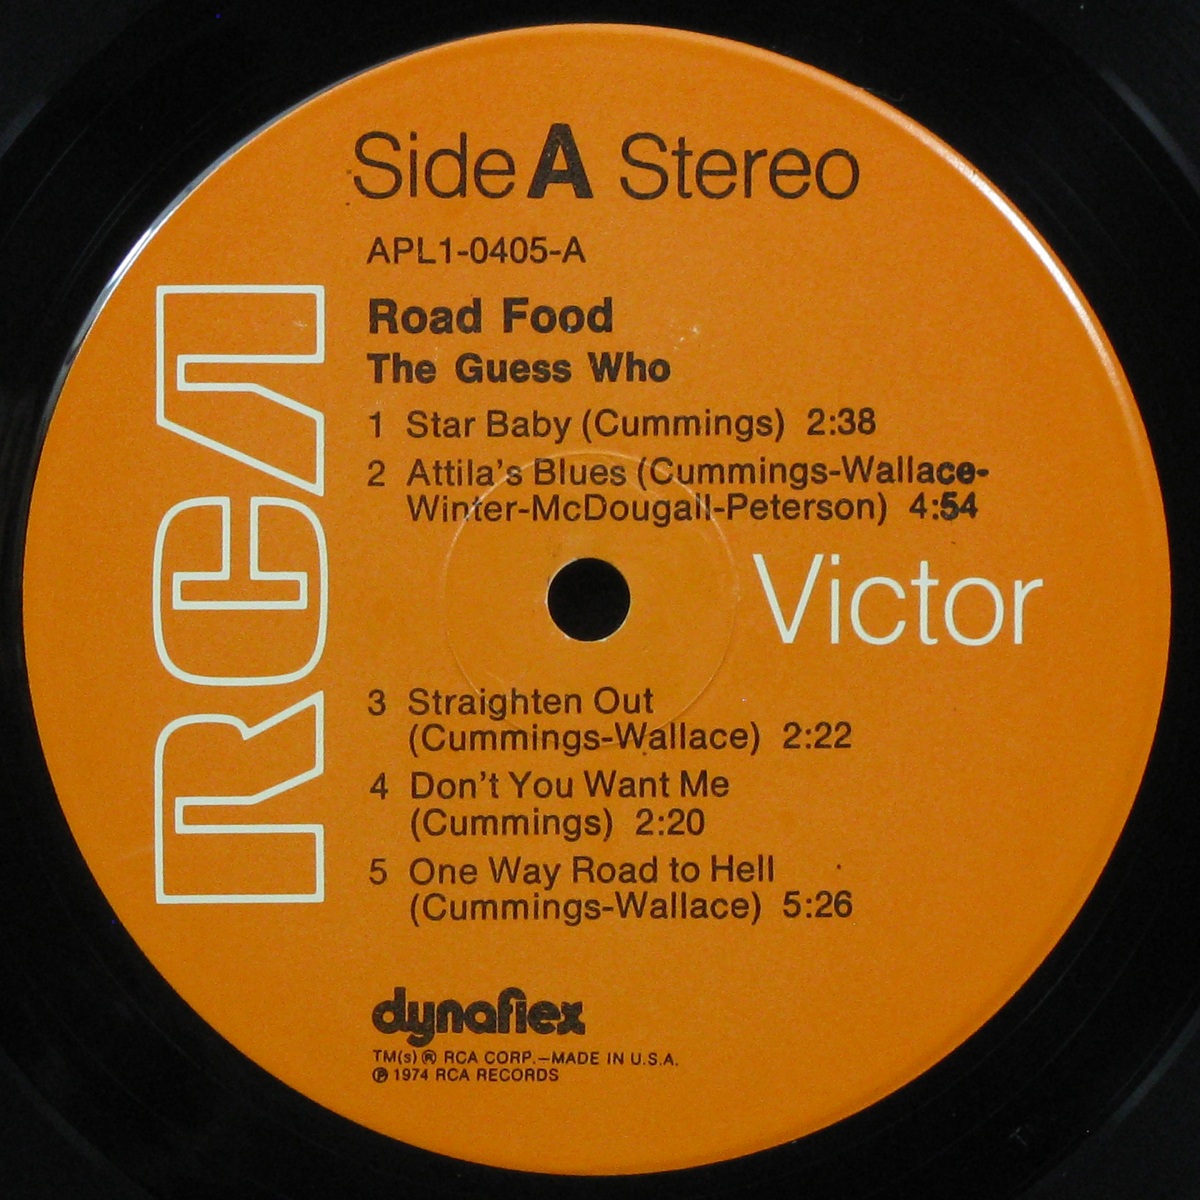 Side A Stereo
APL1-0405-A
Road Food
The Guess Who
1 Star Baby (Cummings) 2:38
2 Attila's Blues (Cummings-Wallace-
Winter-McDougall-Peterson) 4:54
RCA
Victor
3 Straighten Out
(Cummings-Wallace) 2:22
4 Don't You Want Me
(Cummings) 2:20
5 One Way Road to Hell
(Cummings-Wallace) 5:26
dynaflex
TM(s) ® RCA CORP.—MADE IN U.S.A.
℗ 1974 RCA RECORDS